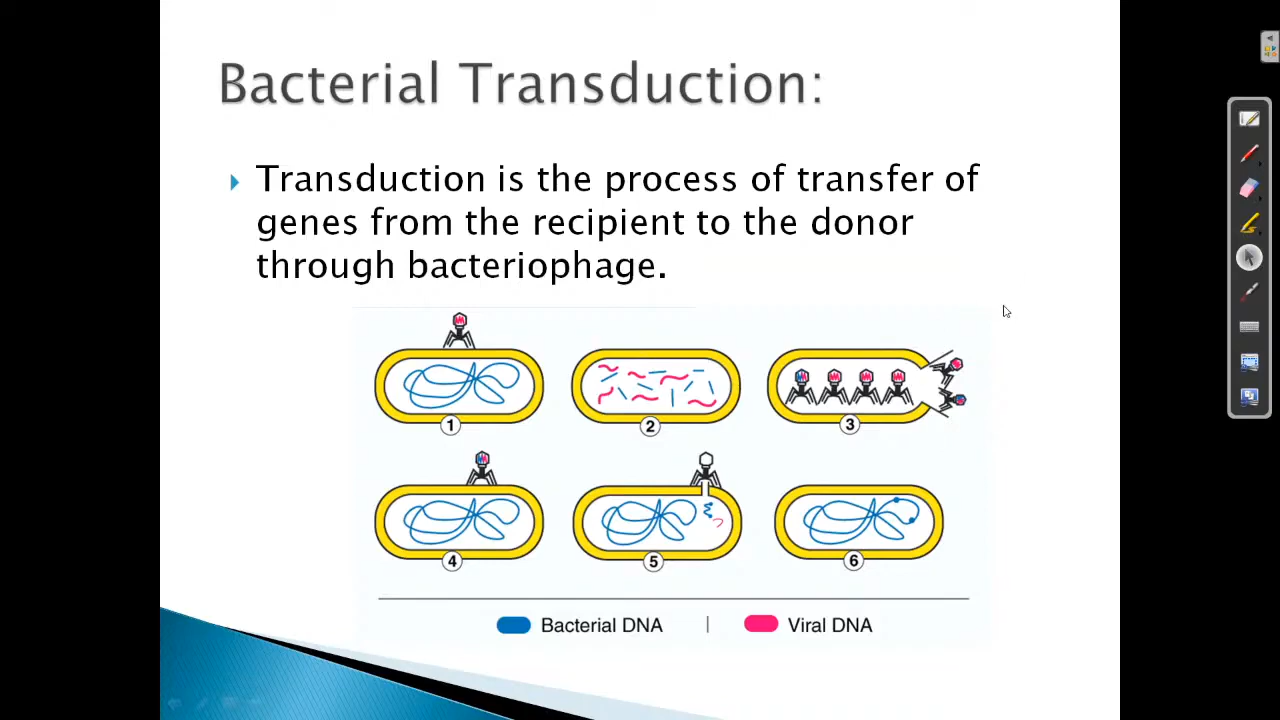 Bacterial Transduction:
Transduction is the process of transfer of
genes from the recipient to the donor
through bacteriophage.
1
2
3
4
5
6
Bacterial DNA | Viral DNA